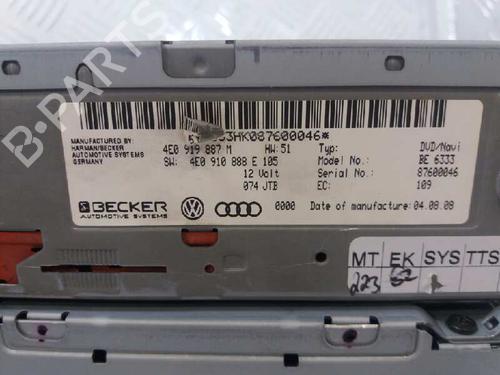 B-PARTS
3HK087600046*
MANUFACTURED BY:
HARMAN/BECKER
AUTOMOTIVE SYSTEMS
GERMANY
4E0 919 887 M HW: 51 Typ: DVD/Navi
SW: 4E0 910 888 E 105 Model No.: BE 6333
12 Volt Serial No.: 87600046
074 JTB EC: 109
BECKER
AUTOMOTIVE SYSTEMS
0000 Date of manufacture: 04.08.08
MT EK SYS TTS
223